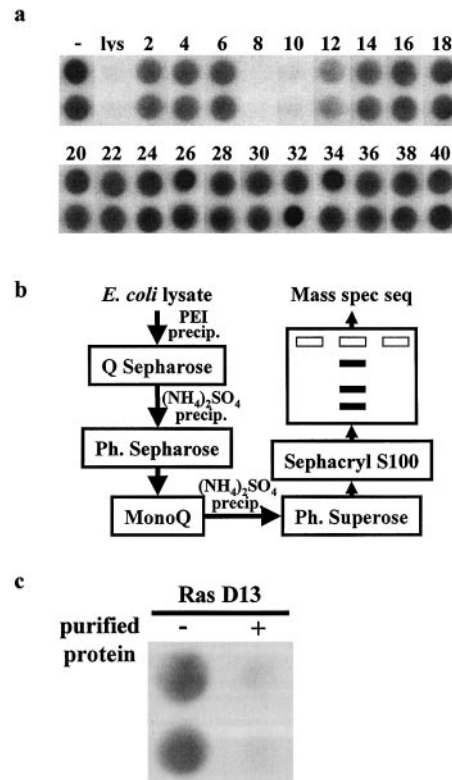 a
- lys 2 4 6 8 10 12 14 16 18
20 22 24 26 28 30 32 34 36 38 40
b
E. coli lysate
PEI
precip.
Q Sepharose
(NH4)2SO4
precip.
Ph. Sepharose
MonoQ
(NH4)2SO4
precip.
Ph. Superose
Sephacryl S100
Mass spec seq
c
Ras D13
purified - +
protein